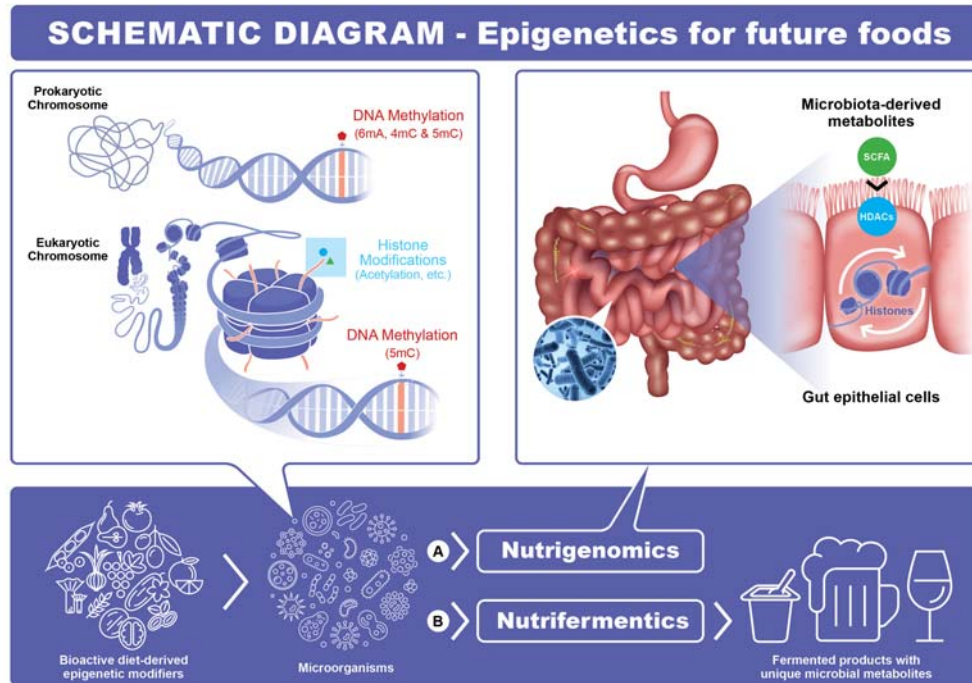 SCHEMATIC DIAGRAM - Epigenetics for future foods
Prokaryotic
Chromosome
DNA Methylation
(6mA, 4mC & 5mC)
Eukaryotic
Chromosome
Histone
Modifications
(Acetylation, etc.)
DNA Methylation
(5mC)
Microbiota-derived
metabolites
SCFA
HDACs
Histones
Gut epithelial cells
A
Nutrigenomics
B
Nutrifermentics
Bioactive diet-derived
epigenetic modifiers
Microorganisms
Fermented products with
unique microbial metabolites